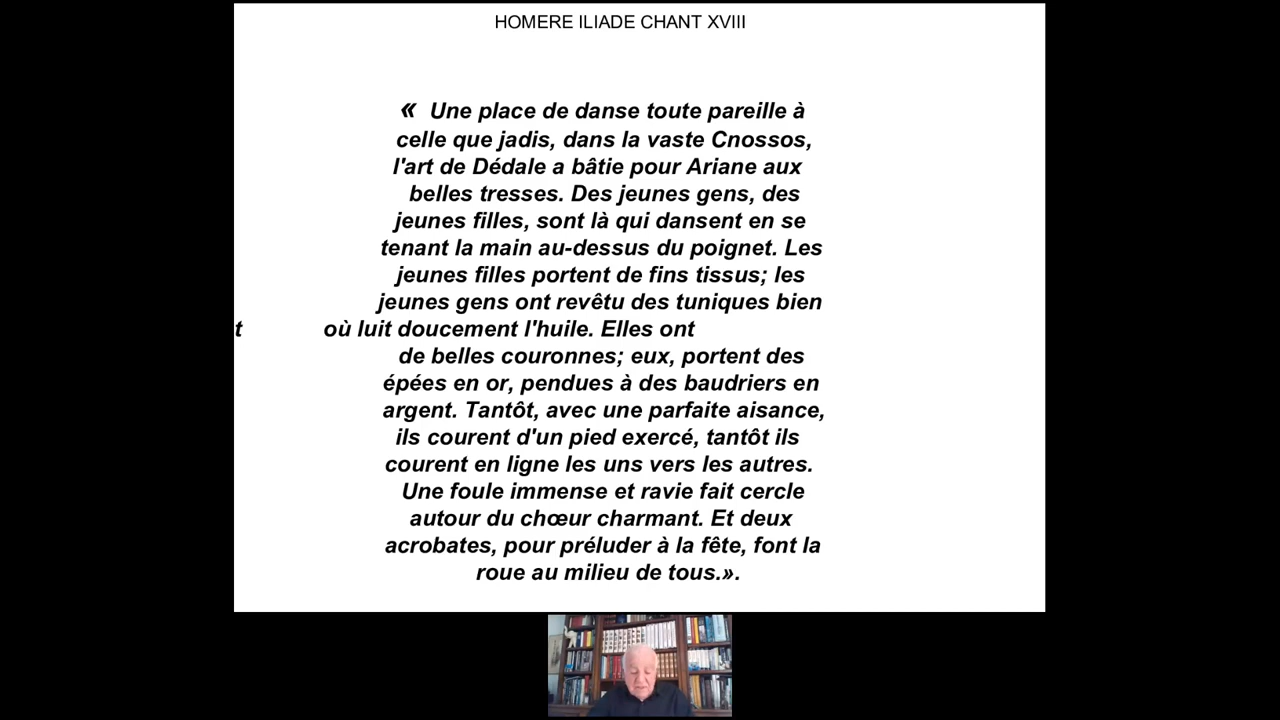 HOMERE ILIADE CHANT XVIII
« Une place de danse toute pareille à
celle que jadis, dans la vaste Cnossos,
l'art de Dédale a bâtie pour Ariane aux
belles tresses. Des jeunes gens, des
jeunes filles, sont là qui dansent en se
tenant la main au-dessus du poignet. Les
jeunes filles portent de fins tissus; les
jeunes gens ont revêtu des tuniques bien
t où luit doucement l'huile. Elles ont
de belles couronnes; eux, portent des
épées en or, pendues à des baudriers en
argent. Tantôt, avec une parfaite aisance,
ils courent d'un pied exercé, tantôt ils
courent en ligne les uns vers les autres.
Une foule immense et ravie fait cercle
autour du chœur charmant. Et deux
acrobates, pour préluder à la fête, font la
roue au milieu de tous.».